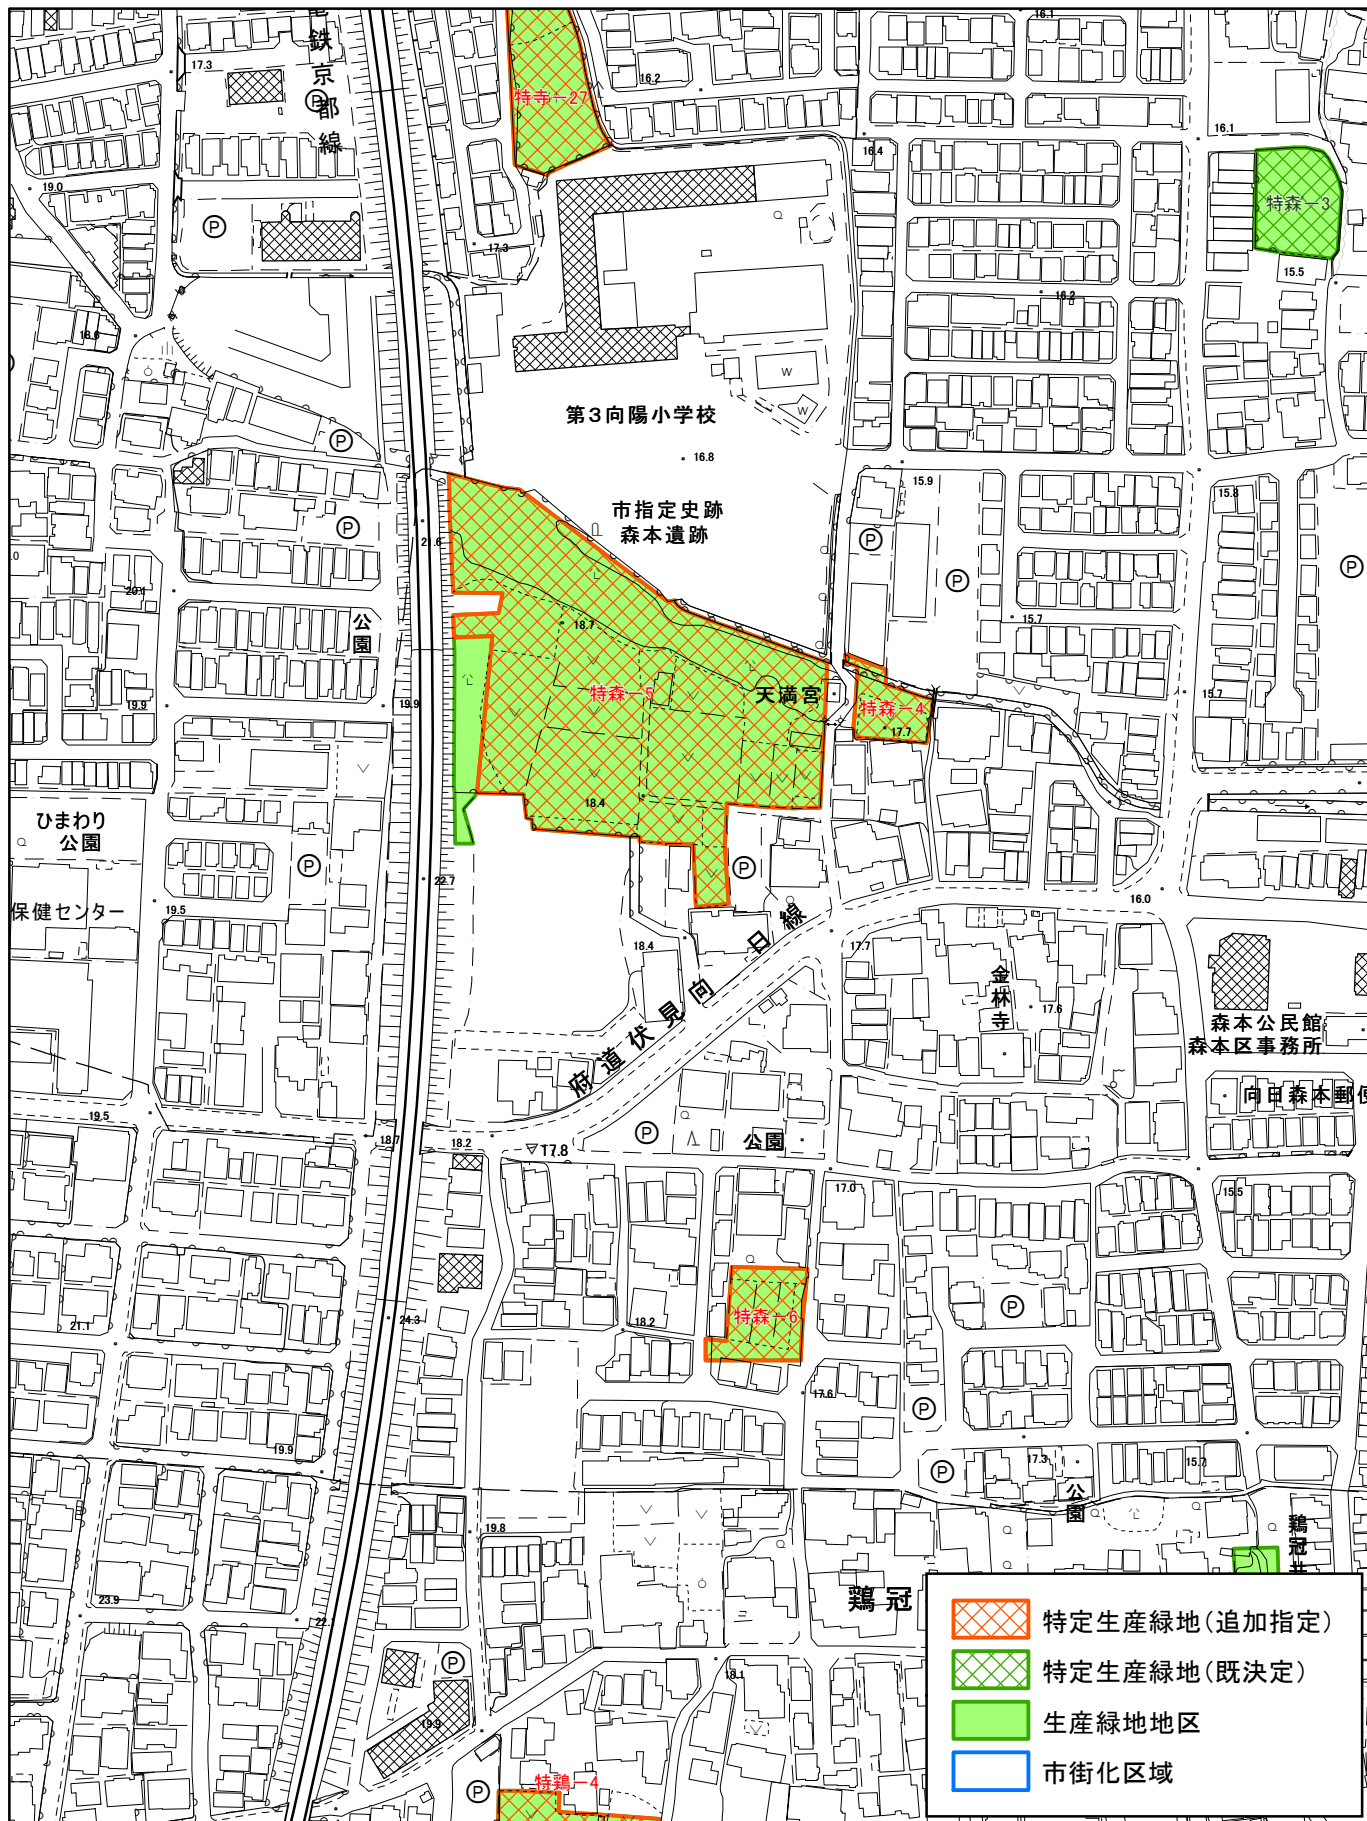 16.1
鉄京都線
17.3
Ⓟ
16.2
特寺－27
16.1
16.4
19.0
特森－3
Ⓟ
17.3
15.5
16.2
18.6
W
W
第3向陽小学校
Ⓟ
16.8
15.9
15.8
市指定史跡
森本遺跡
Ⓟ
21.6
Ⓟ
Ⓟ
Ⓟ
20.1
公園
18.7
15.7
特森－5
天満宮
15.7
19.9
19.9
特森－4
17.7
18.4
ひまわり
公園
Ⓟ
Ⓟ
22.7
16.0
保健センター
19.5
府道伏見向日線
18.4
17.7
金林寺
17.6
森本公民館
森本区事務所
向日森本郵便
19.5
18.7
18.2
17.8
Ⓟ
公園
17.0
15.5
Ⓟ
特森－6
21.1
24.3
18.2
17.6
Ⓟ
19.9
Ⓟ
17.3
15.7
公園
19.8
鶏冠井
鶏冠
23.9
22.
Ⓟ
18.1
19.9
特鶏－4
Ⓟ
特定生産緑地(追加指定)
特定生産緑地(既決定)
生産緑地地区
市街化区域